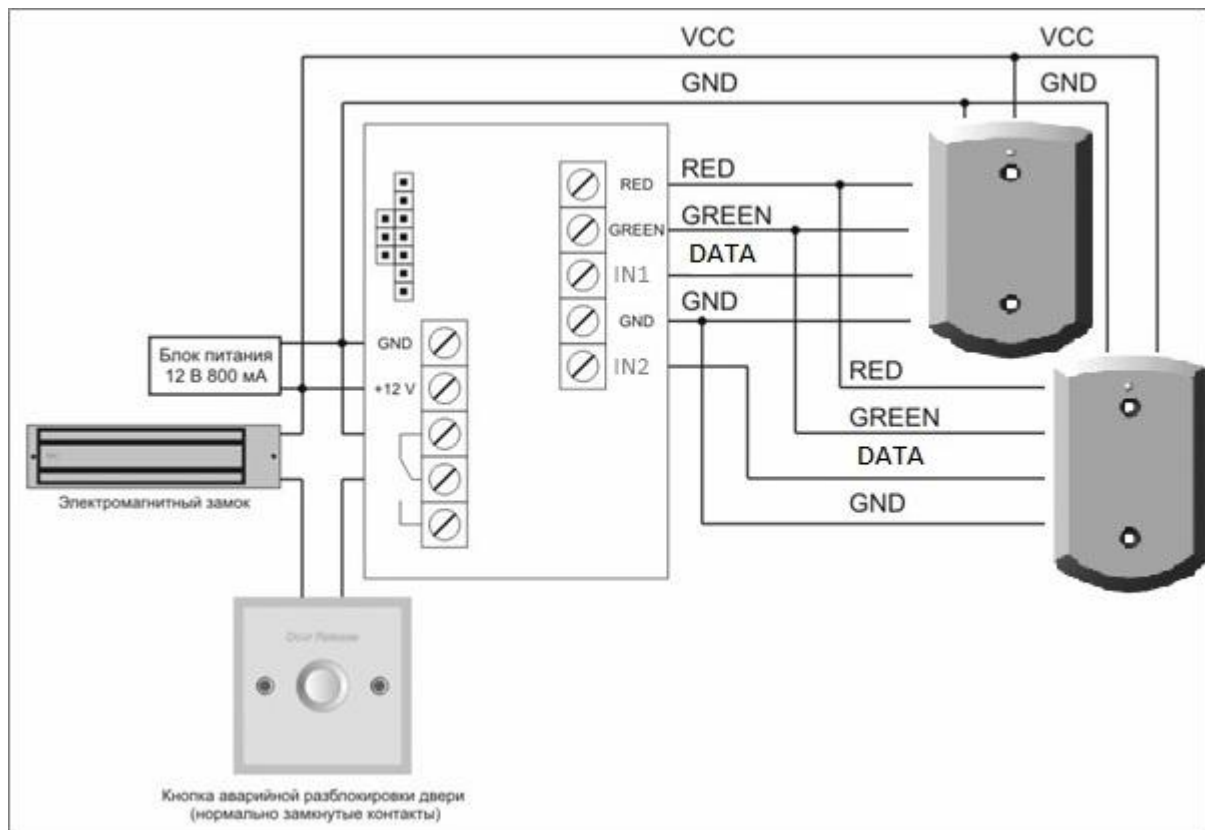 VCC
VCC
GND
GND
RED
RED
GREEN
GREEN
DATA
IN1
GND
GND
IN2
Блок питания
12 В 800 мА
GND
+12 V
RED
GREEN
DATA
GND
Электромагнитный замок
Door Release
Кнопка аварийной разблокировки двери
(нормально замкнутые контакты)